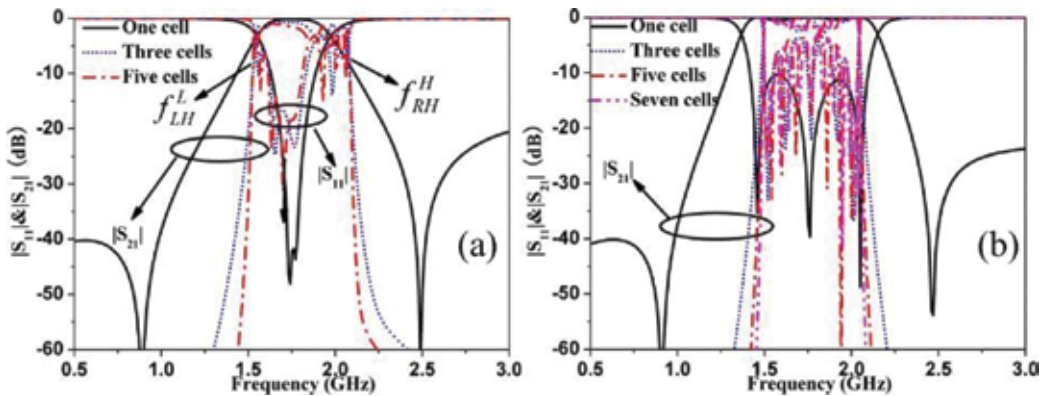 0
-10
-20
-30
-40
-50
-60
|S11|&|S21| (dB)
One cell
Three cells
Five cells
f^L_LH
f^H_RH
|S11|
|S21|
(a)
0.5 1.0 1.5 2.0 2.5 3.0
Frequency (GHz)
0
-10
-20
-30
-40
-50
-60
|S11|&|S21| (dB)
One cell
Three cells
Five cells
Seven cells
|S21|
(b)
0.5 1.0 1.5 2.0 2.5 3.0
Frequency (GHz)